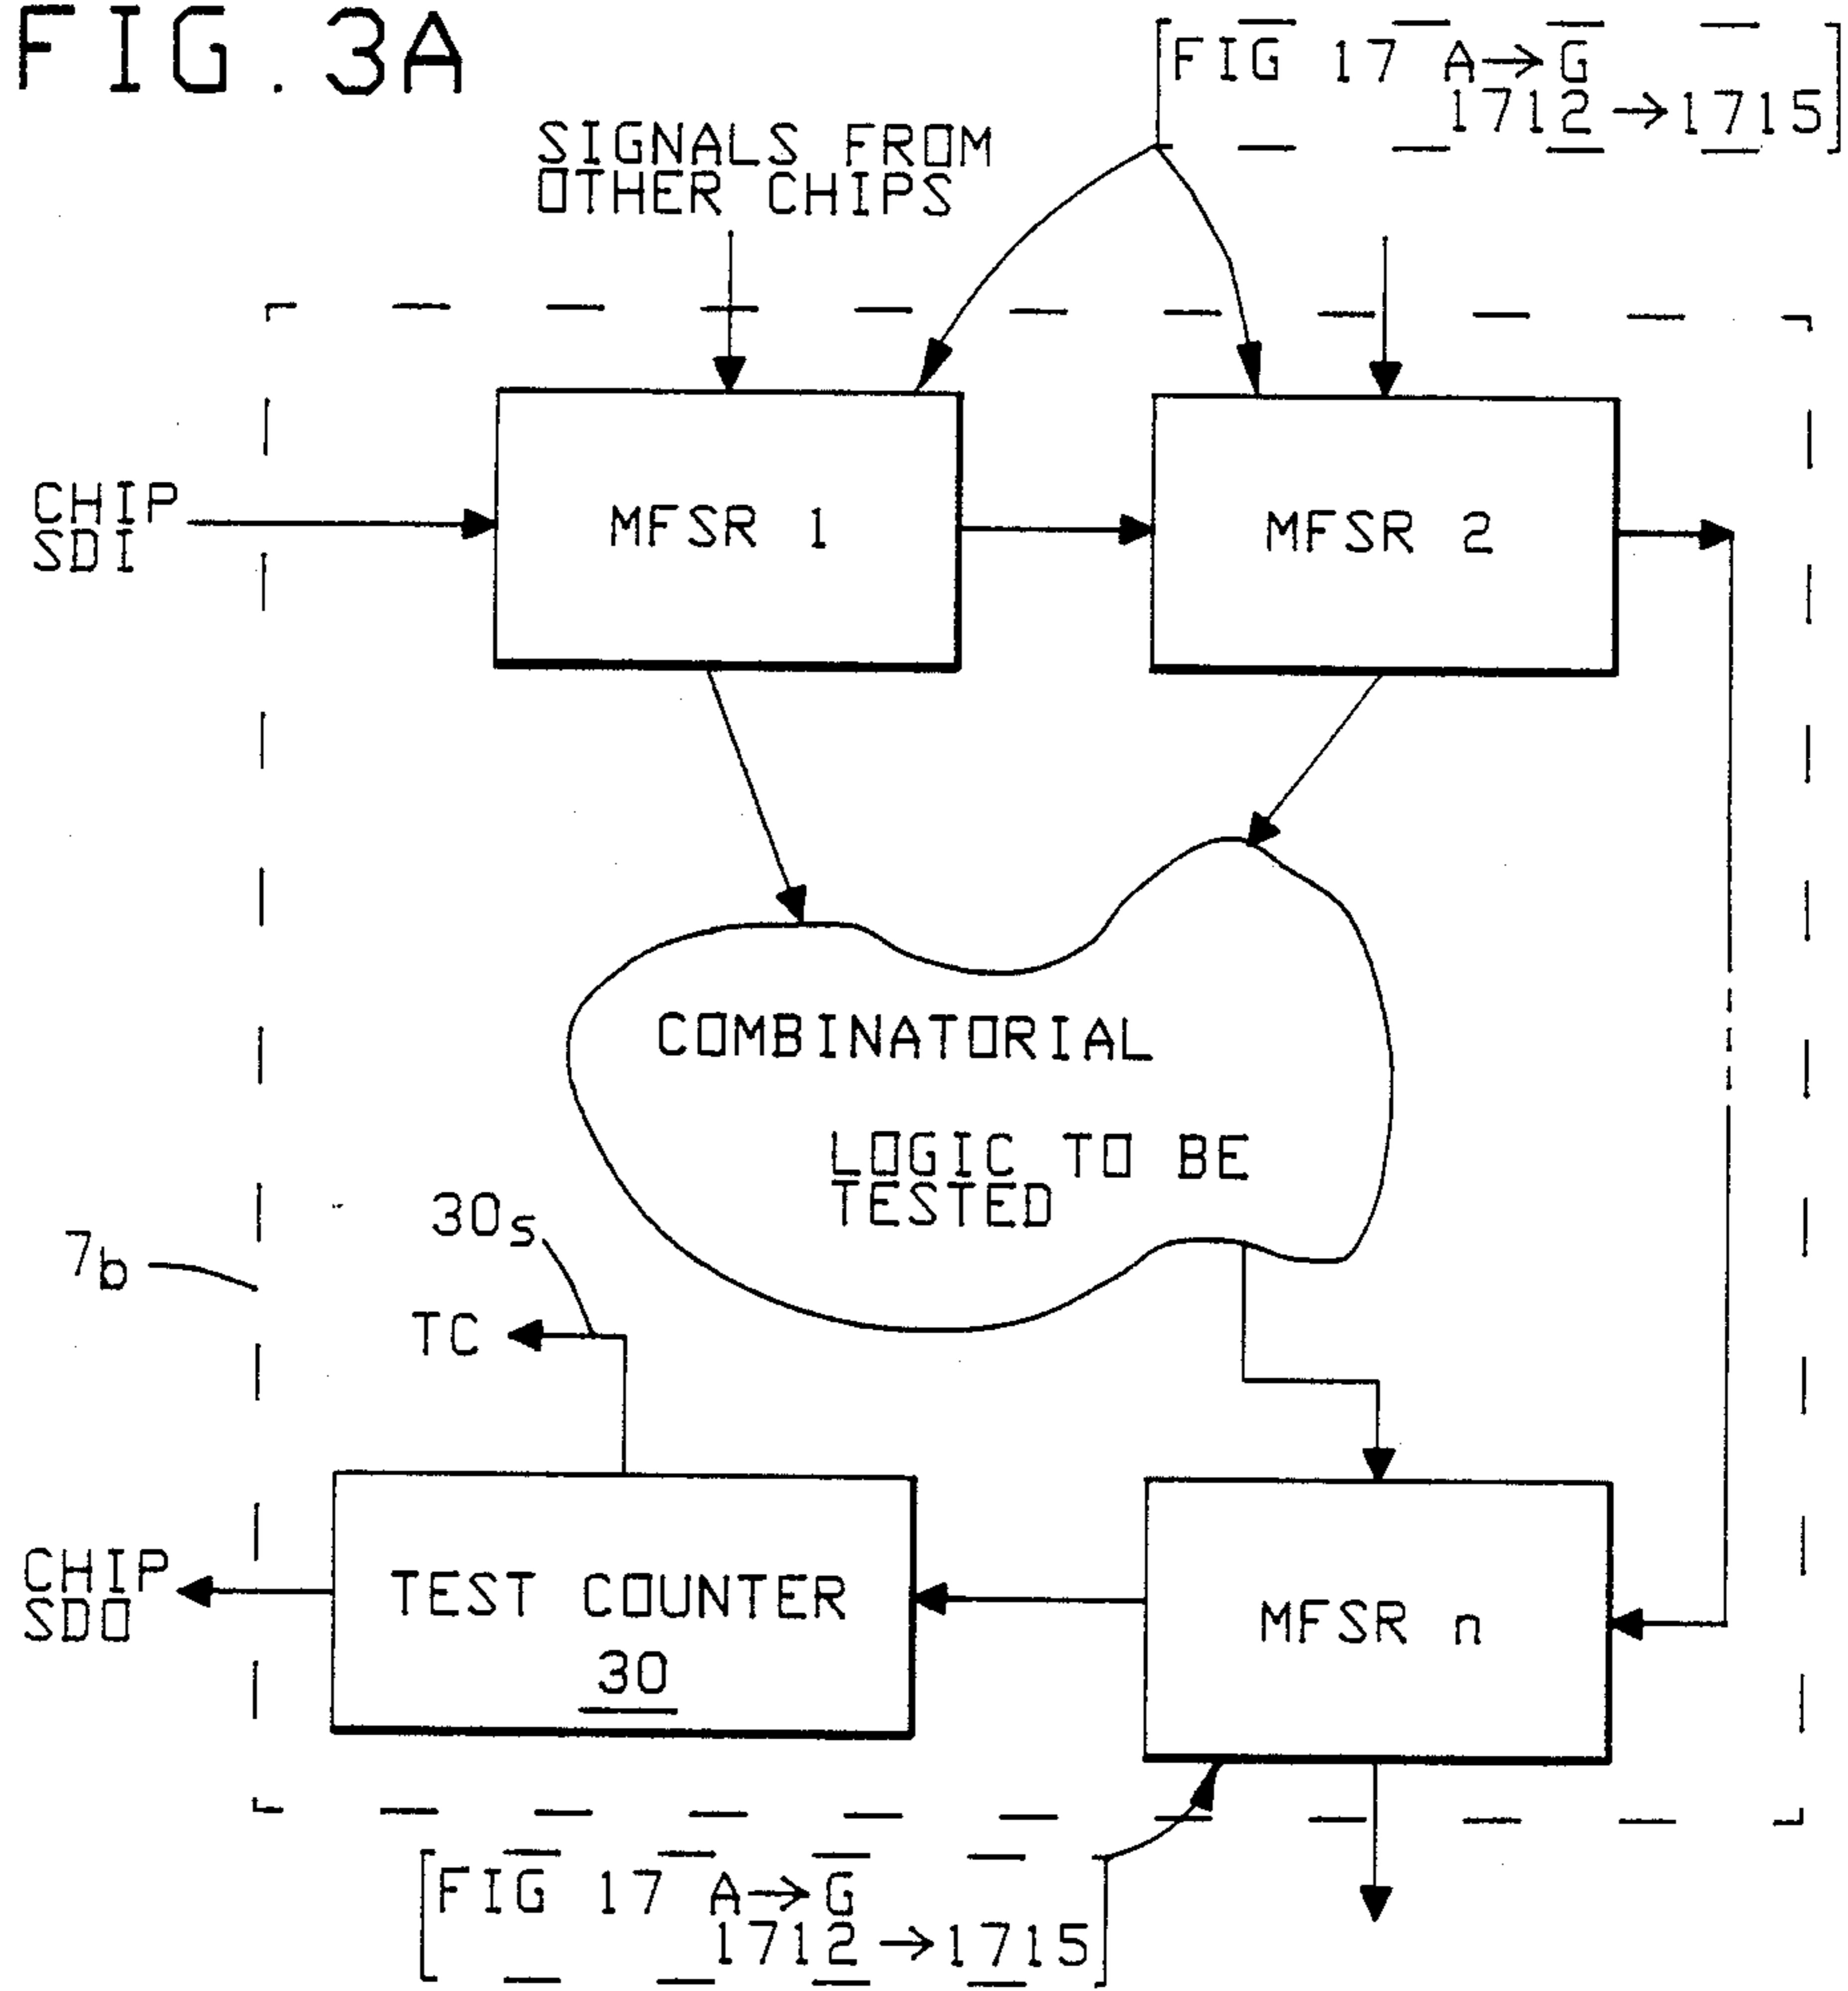 FIG. 3A
[FIG 17 A→G
1712→1715]
SIGNALS FROM
OTHER CHIPS
CHIP
SDI
MFSR 1
MFSR 2
COMBINATORIAL
LOGIC TO BE
TESTED
30s
7b
TC
CHIP
SDO
TEST COUNTER
30
MFSR n
[FIG 17 A→G
1712→1715]